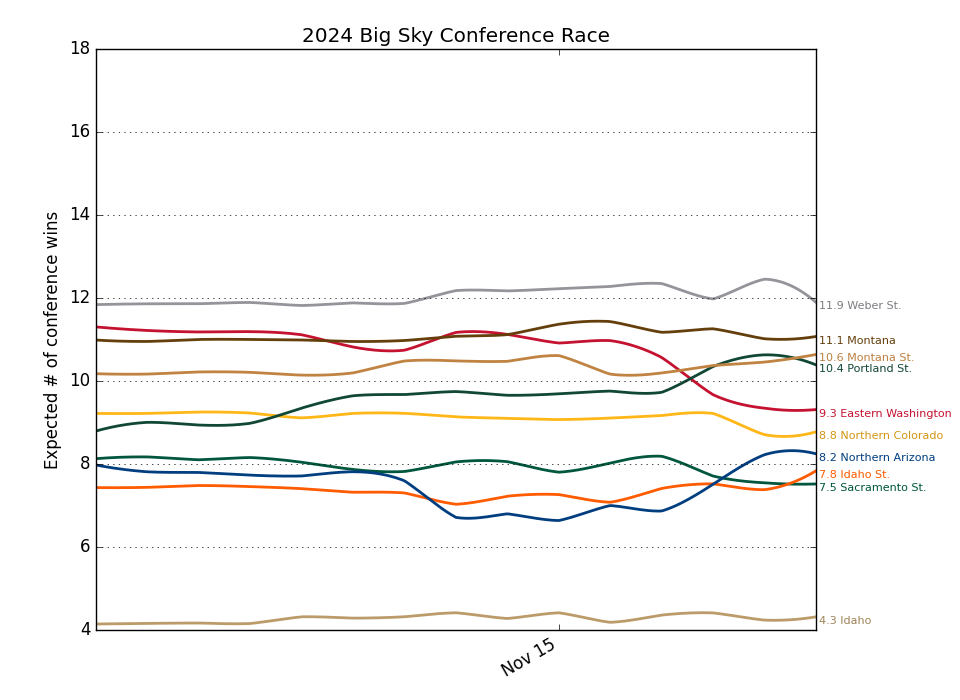 2024 Big Sky Conference Race
Expected # of conference wins
18
16
14
12
10
8
6
4
Nov 15
11.9 Weber St.
11.1 Montana
10.6 Montana St.
10.4 Portland St.
9.3 Eastern Washington
8.8 Northern Colorado
8.2 Northern Arizona
7.8 Idaho St.
7.5 Sacramento St.
4.3 Idaho